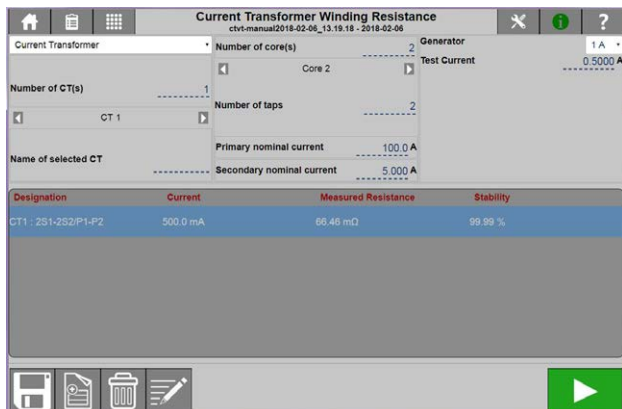 Current Transformer Winding Resistance
ctvt-manual2018-02-06_13.19.18 - 2018-02-06
i
?
Current Transformer
Number of CT(s) 1
CT 1
Name of selected CT
Number of core(s) 2
Core 2
Number of taps 2
Primary nominal current 100.0 A
Secondary nominal current 5.000 A
Generator 1 A
Test Current 0.5000 A
Designation Current Measured Resistance Stability
CT1 : 2S1-2S2/P1-P2 500.0 mA 66.46 mΩ 99.99 %